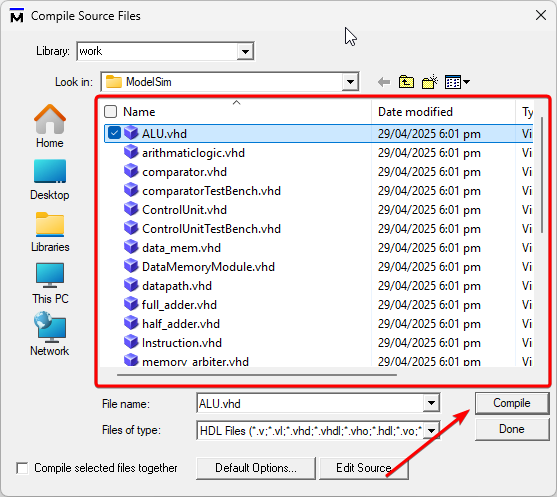 M Compile Source Files
Library: work
Look in: ModelSim
Name Date modified Ty
ALU.vhd 29/04/2025 6:01 pm Vi
arithmaticlogic.vhd 29/04/2025 6:01 pm Vi
comparator.vhd 29/04/2025 6:01 pm Vi
comparatorTestBench.vhd 29/04/2025 6:01 pm Vi
ControlUnit.vhd 29/04/2025 6:01 pm Vi
ControlUnitTestBench.vhd 29/04/2025 6:01 pm Vi
data_mem.vhd 29/04/2025 6:01 pm Vi
DataMemoryModule.vhd 29/04/2025 6:01 pm Vi
datapath.vhd 29/04/2025 6:01 pm Vi
full_adder.vhd 29/04/2025 6:01 pm Vi
half_adder.vhd 29/04/2025 6:01 pm Vi
Instruction.vhd 29/04/2025 6:01 pm Vi
memory_arbiter.vhd 29/04/2025 6:01 pm Vi
Home
Desktop
Libraries
This PC
Network
File name: ALU.vhd Compile
Files of type: HDL Files (*.v;*.vl;*.vhd;*.vhdl;*.vho;*.hdl;*.vo;* Done
Compile selected files together Default Options... Edit Source